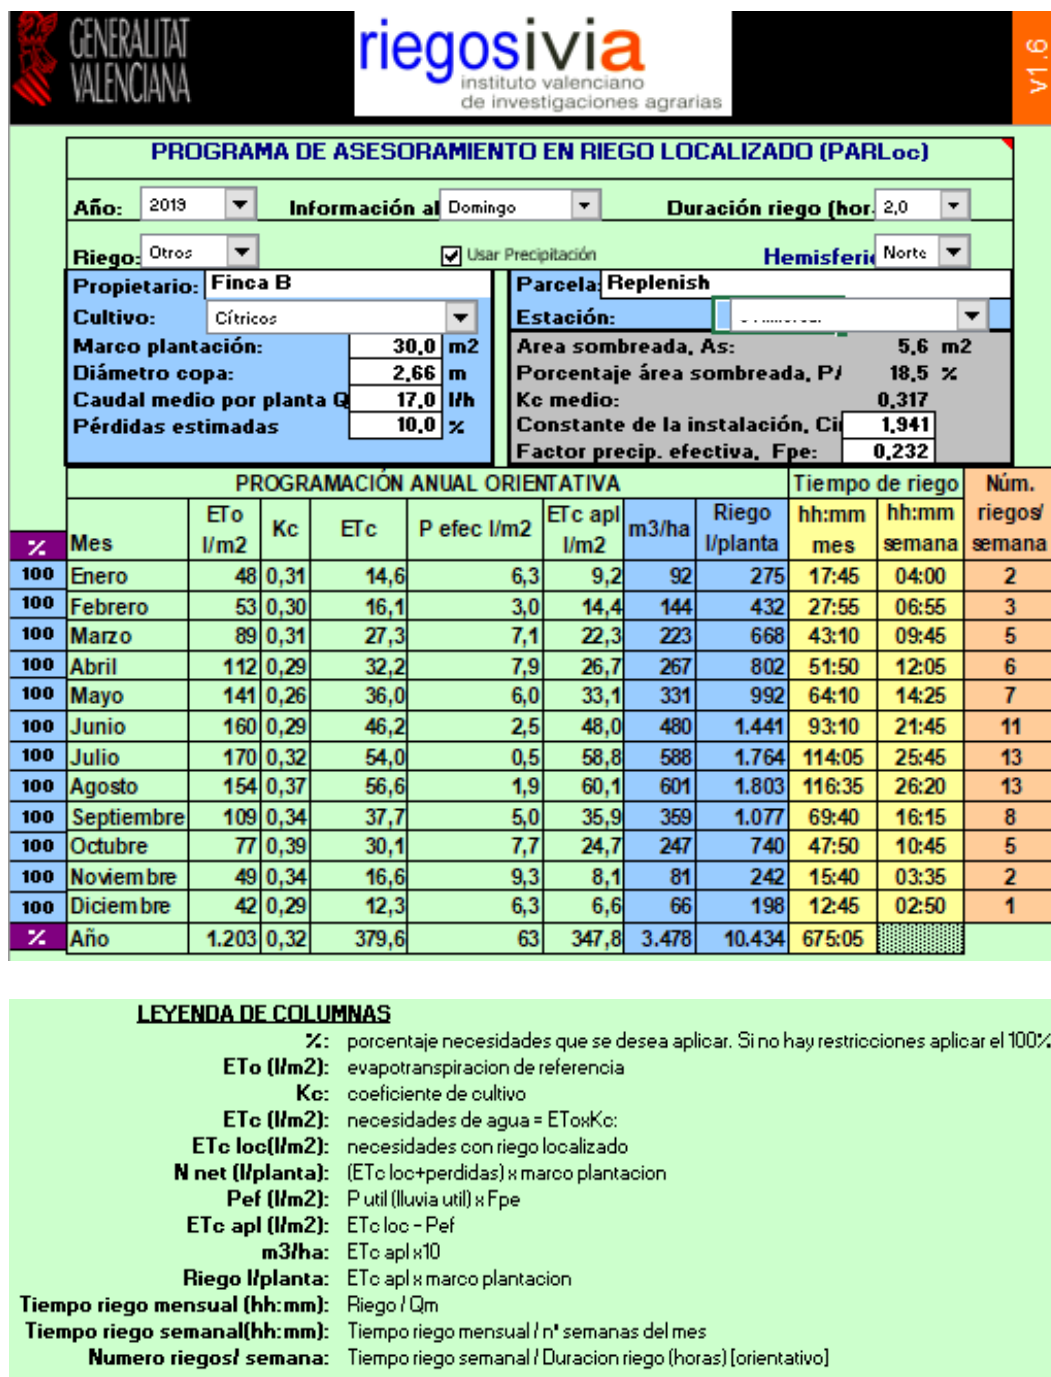 GENERALITAT
VALENCIANA
riegosivia
instituto valenciano
de investigaciones agrarias
v1.6
PROGRAMA DE ASESORAMIENTO EN RIEGO LOCALIZADO (PARLoc)
Año: 2019 Información al Domingo Duración riego (hor. 2,0
Riego: Otros Usar Precipitación Hemisferi Norte
Propietario: Finca B Parcela: Replenish
Cultivo: Cítricos Estación:
Marco plantación: 30,0 m2 Area sombreada, As: 5,6 m2
Diámetro copa: 2,66 m Porcentaje área sombreada, P 18,5 %
Caudal medio por planta Q 17,0 l/h Kc medio: 0,317
Pérdidas estimadas 10,0 % Constante de la instalación, Ci 1,941
Factor precip. efectiva, Fpe: 0,232
PROGRAMACIÓN ANUAL ORIENTATIVA Tiempo de riego Núm.
% Mes ETo l/m2 Kc ETc P efec l/m2 ETc apl l/m2 m3/ha Riego l/planta hh:mm mes hh:mm semana riegos/ semana
100 Enero 48 0,31 14,6 6,3 9,2 92 275 17:45 04:00 2
100 Febrero 53 0,30 16,1 3,0 14,4 144 432 27:55 06:55 3
100 Marzo 89 0,31 27,3 7,1 22,3 223 668 43:10 09:45 5
100 Abril 112 0,29 32,2 7,9 26,7 267 802 51:50 12:05 6
100 Mayo 141 0,26 36,0 6,0 33,1 331 992 64:10 14:25 7
100 Junio 160 0,29 46,2 2,5 48,0 480 1.441 93:10 21:45 11
100 Julio 170 0,32 54,0 0,5 58,8 588 1.764 114:05 25:45 13
100 Agosto 154 0,37 56,6 1,9 60,1 601 1.803 116:35 26:20 13
100 Septiembre 109 0,34 37,7 5,0 35,9 359 1.077 69:40 16:15 8
100 Octubre 77 0,39 30,1 7,7 24,7 247 740 47:50 10:45 5
100 Noviembre 49 0,34 16,6 9,3 8,1 81 242 15:40 03:35 2
100 Diciembre 42 0,29 12,3 6,3 6,6 66 198 12:45 02:50 1
% Año 1.203 0,32 379,6 63 347,8 3.478 10.434 675:05
LEYENDA DE COLUMNAS
%: porcentaje necesidades que se desea aplicar. Si no hay restricciones aplicar el 100%
ETo (l/m2): evapotranspiracion de referencia
Kc: coeficiente de cultivo
ETc (l/m2): necesidades de agua = EToxKc:
ETc loc(l/m2): necesidades con riego localizado
N net (l/planta): (ETc loc+perdidas) x marco plantacion
Pef (l/m2): P util (lluvia util) x Fpe
ETc apl (l/m2): ETc loc - Pef
m3/ha: ETc apl x10
Riego l/planta: ETc apl x marco plantacion
Tiempo riego mensual (hh:mm): Riego / Qm
Tiempo riego semanal(hh:mm): Tiempo riego mensual / nº semanas del mes
Numero riegos/ semana: Tiempo riego semanal / Duracion riego (horas) [orientativo]